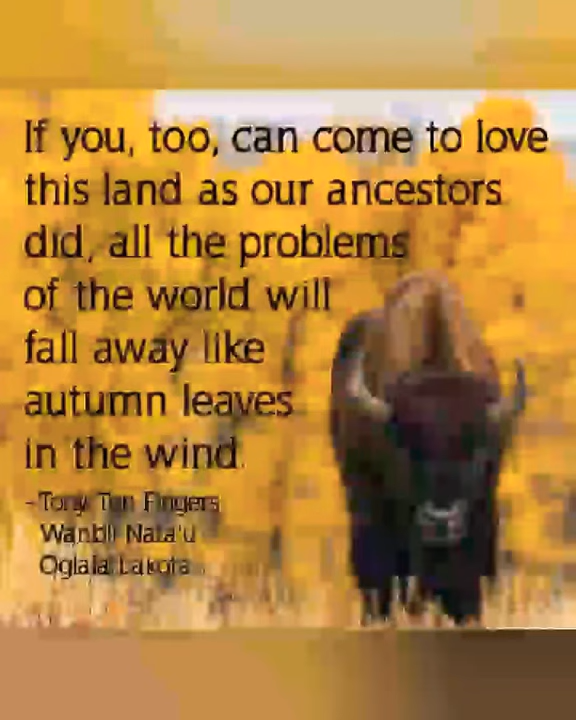 If you, too, can come to love
this land as our ancestors
did, all the problems
of the world will
fall away like
autumn leaves
in the wind.
- Tony Ten Fingers
Wanbli Nata'u
Oglala Lakota